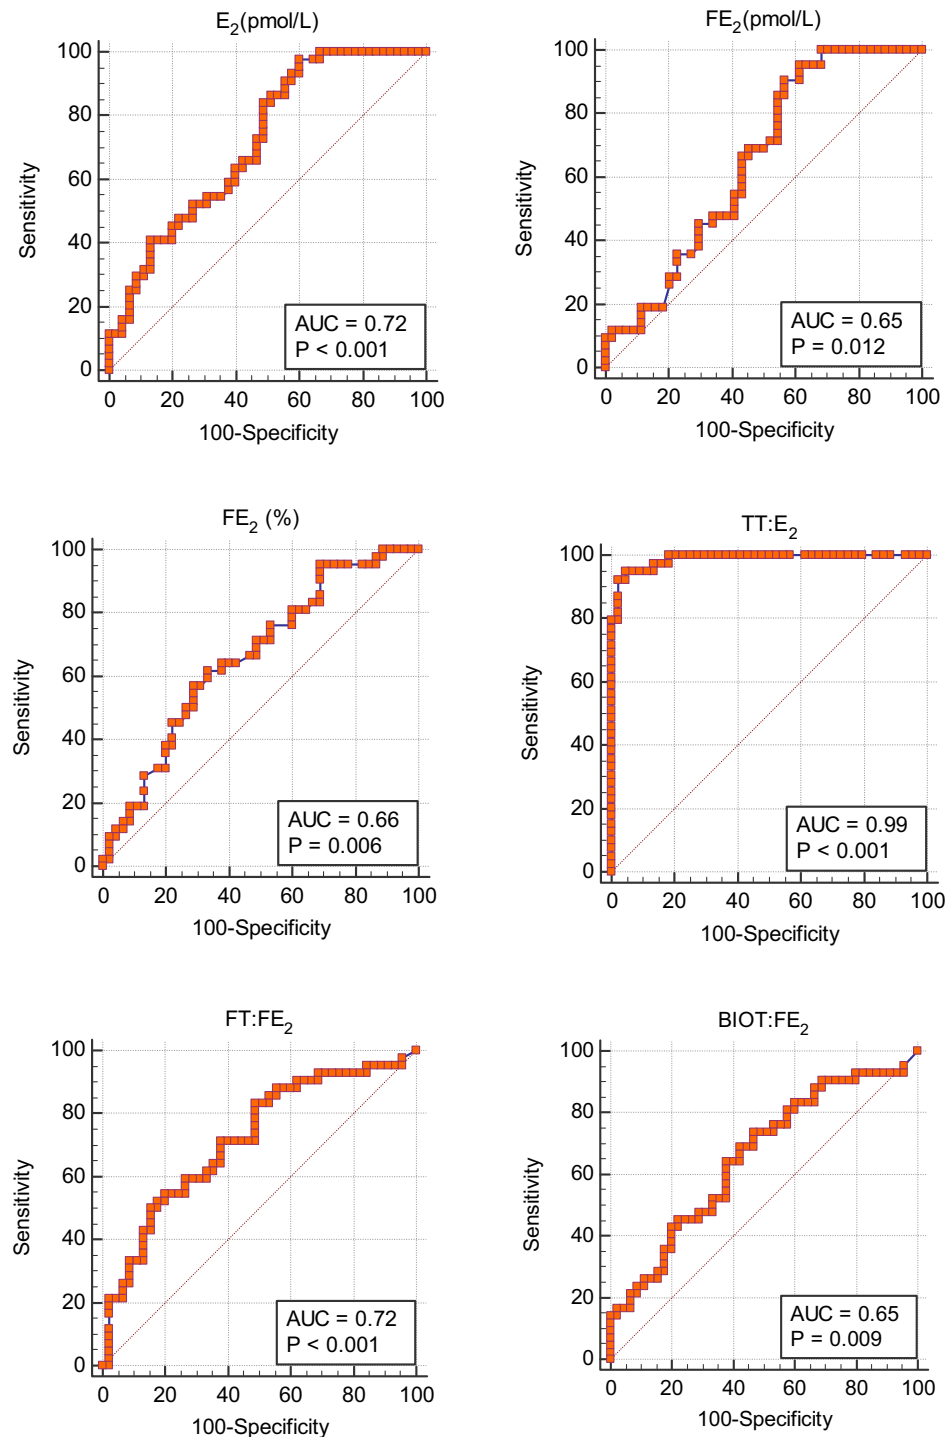 E₂(pmol/L)
100
80
60
40
20
0
Sensitivity
AUC = 0.72
P < 0.001
0 20 40 60 80 100
100-Specificity
FE₂(pmol/L)
100
80
60
40
20
0
Sensitivity
AUC = 0.65
P = 0.012
0 20 40 60 80 100
100-Specificity
FE₂ (%)
100
80
60
40
20
0
Sensitivity
AUC = 0.66
P = 0.006
0 20 40 60 80 100
100-Specificity
TT:E₂
100
80
60
40
20
0
Sensitivity
AUC = 0.99
P < 0.001
0 20 40 60 80 100
100-Specificity
FT:FE₂
100
80
60
40
20
0
Sensitivity
AUC = 0.72
P < 0.001
0 20 40 60 80 100
100-Specificity
BIOT:FE₂
100
80
60
40
20
0
Sensitivity
AUC = 0.65
P = 0.009
0 20 40 60 80 100
100-Specificity